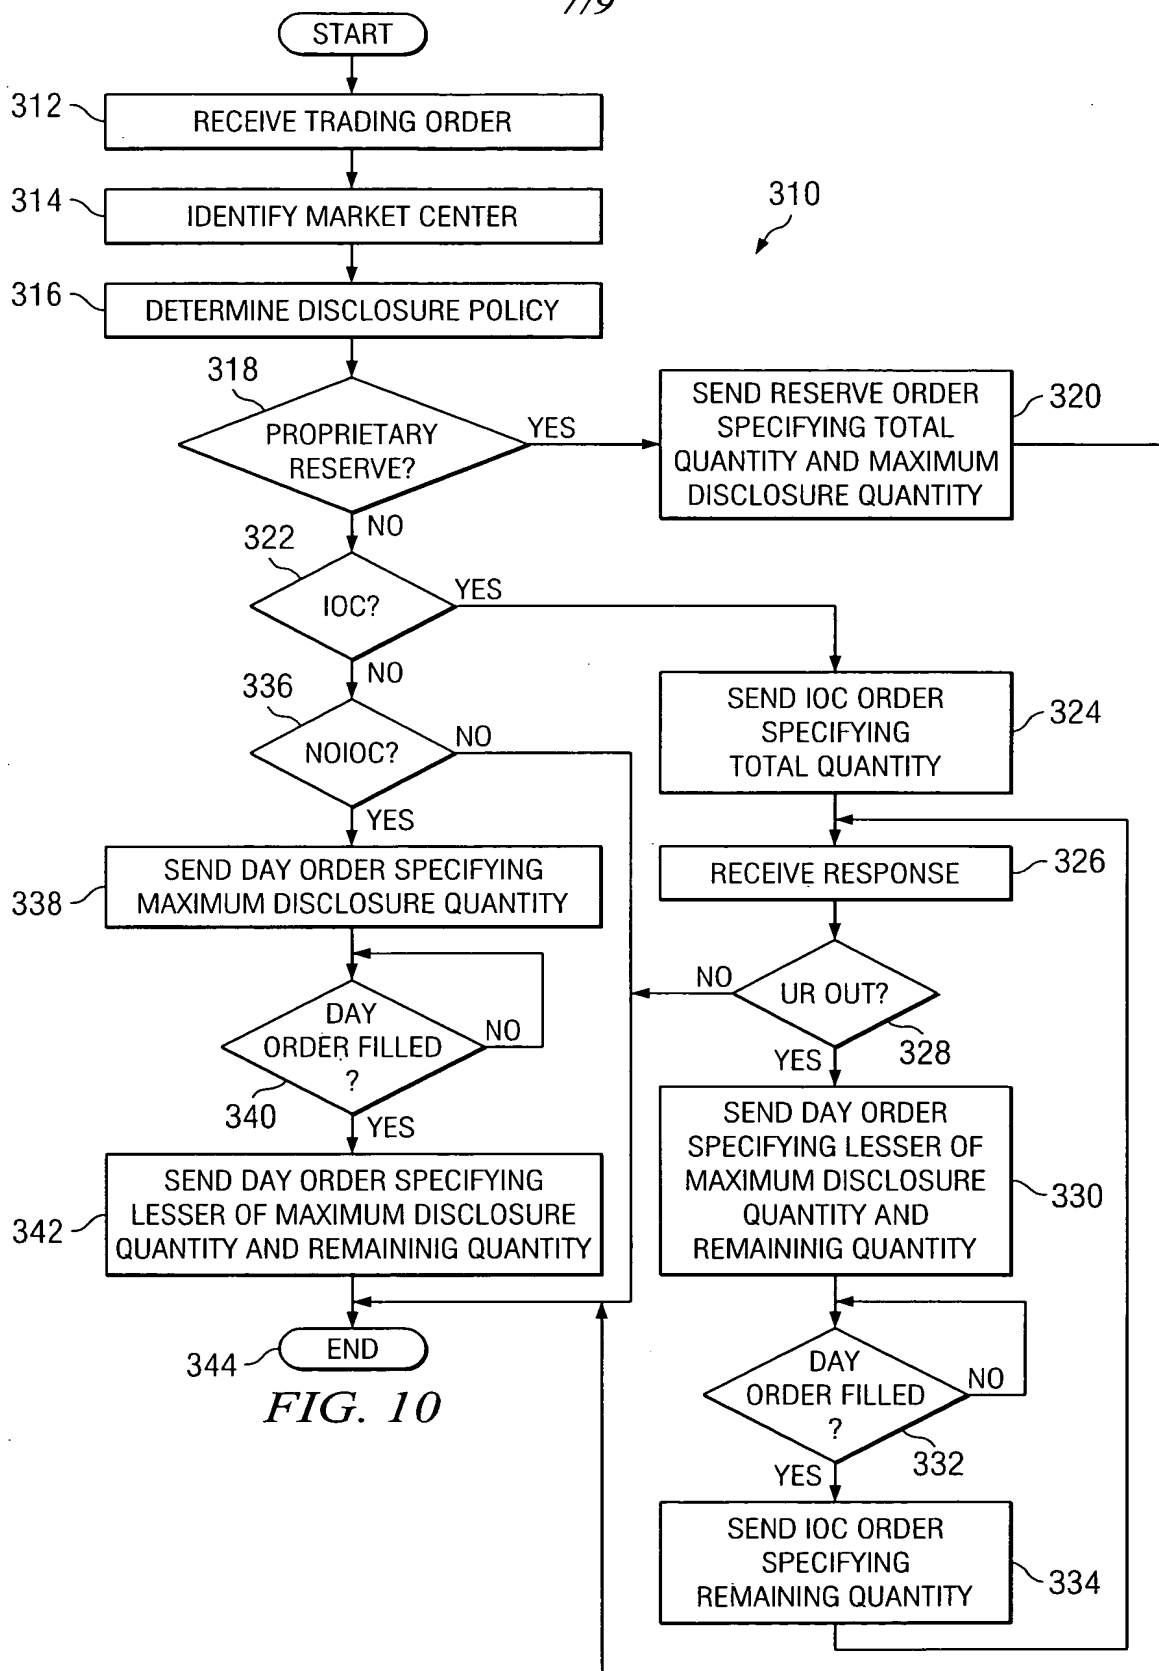 7/9
START
312
RECEIVE TRADING ORDER
314
IDENTIFY MARKET CENTER
310
316
DETERMINE DISCLOSURE POLICY
318
PROPRIETARY
RESERVE?
YES
NO
SEND RESERVE ORDER
SPECIFYING TOTAL
QUANTITY AND MAXIMUM
DISCLOSURE QUANTITY
320
322
IOC?
YES
NO
336
NOIOC?
NO
YES
SEND IOC ORDER
SPECIFYING
TOTAL QUANTITY
324
338
SEND DAY ORDER SPECIFYING
MAXIMUM DISCLOSURE QUANTITY
RECEIVE RESPONSE
326
UR OUT?
NO
328
YES
DAY
ORDER FILLED
?
NO
340
YES
SEND DAY ORDER
SPECIFYING LESSER OF
MAXIMUM DISCLOSURE
QUANTITY AND
REMAININIG QUANTITY
330
342
SEND DAY ORDER SPECIFYING
LESSER OF MAXIMUM DISCLOSURE
QUANTITY AND REMAININIG QUANTITY
344
END
DAY
ORDER FILLED
?
NO
332
YES
SEND IOC ORDER
SPECIFYING
REMAINING QUANTITY
334
FIG. 10